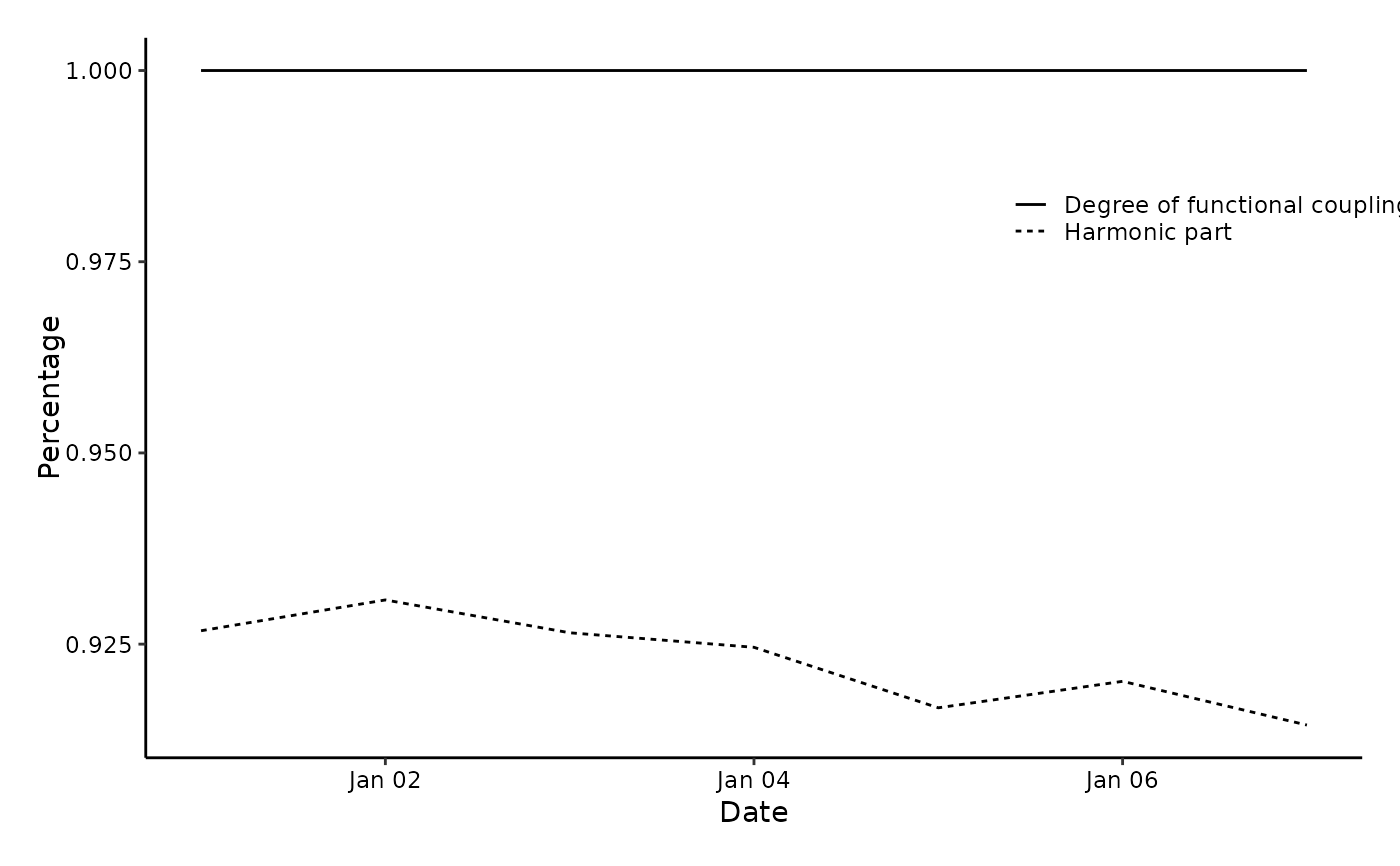 1.000
0.975
0.950
0.925
Percentage
Degree of functional coupling
Harmonic part
Jan 02
Jan 04
Jan 06
Date